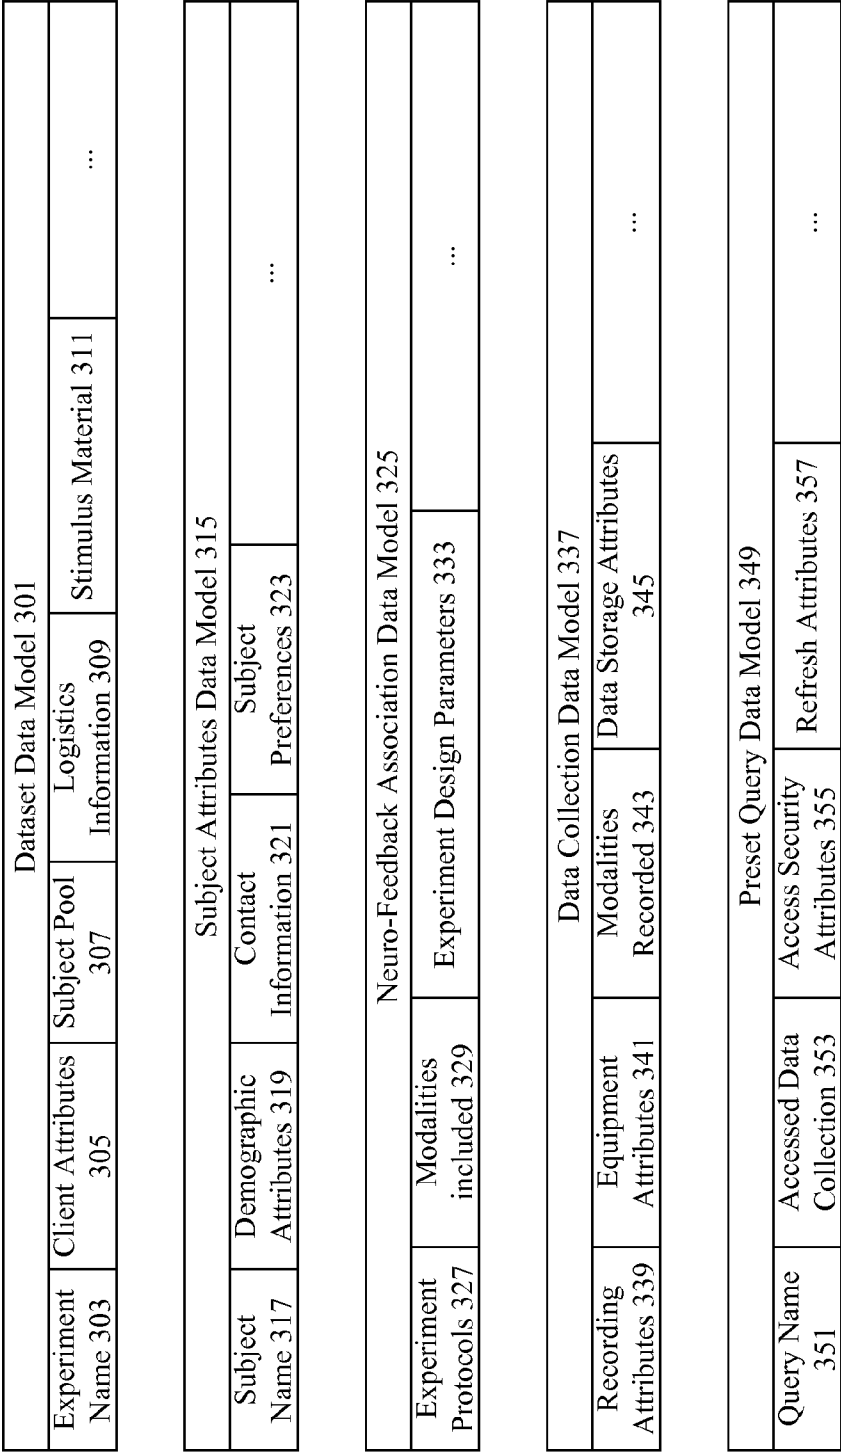 Dataset Data Model 301
Experiment
Name 303
Client Attributes
305
Subject Pool
307
Logistics
Information 309
Stimulus Material 311
...
Subject Attributes Data Model 315
Subject
Name 317
Demographic
Attributes 319
Contact
Information 321
Subject
Preferences 323
...
Neuro-Feedback Association Data Model 325
Experiment
Protocols 327
Modalities
included 329
Experiment Design Parameters 333
...
Data Collection Data Model 337
Recording
Attributes 339
Equipment
Attributes 341
Modalities
Recorded 343
Data Storage Attributes
345
...
Preset Query Data Model 349
Query Name
351
Accessed Data
Collection 353
Access Security
Attributes 355
Refresh Attributes 357
...